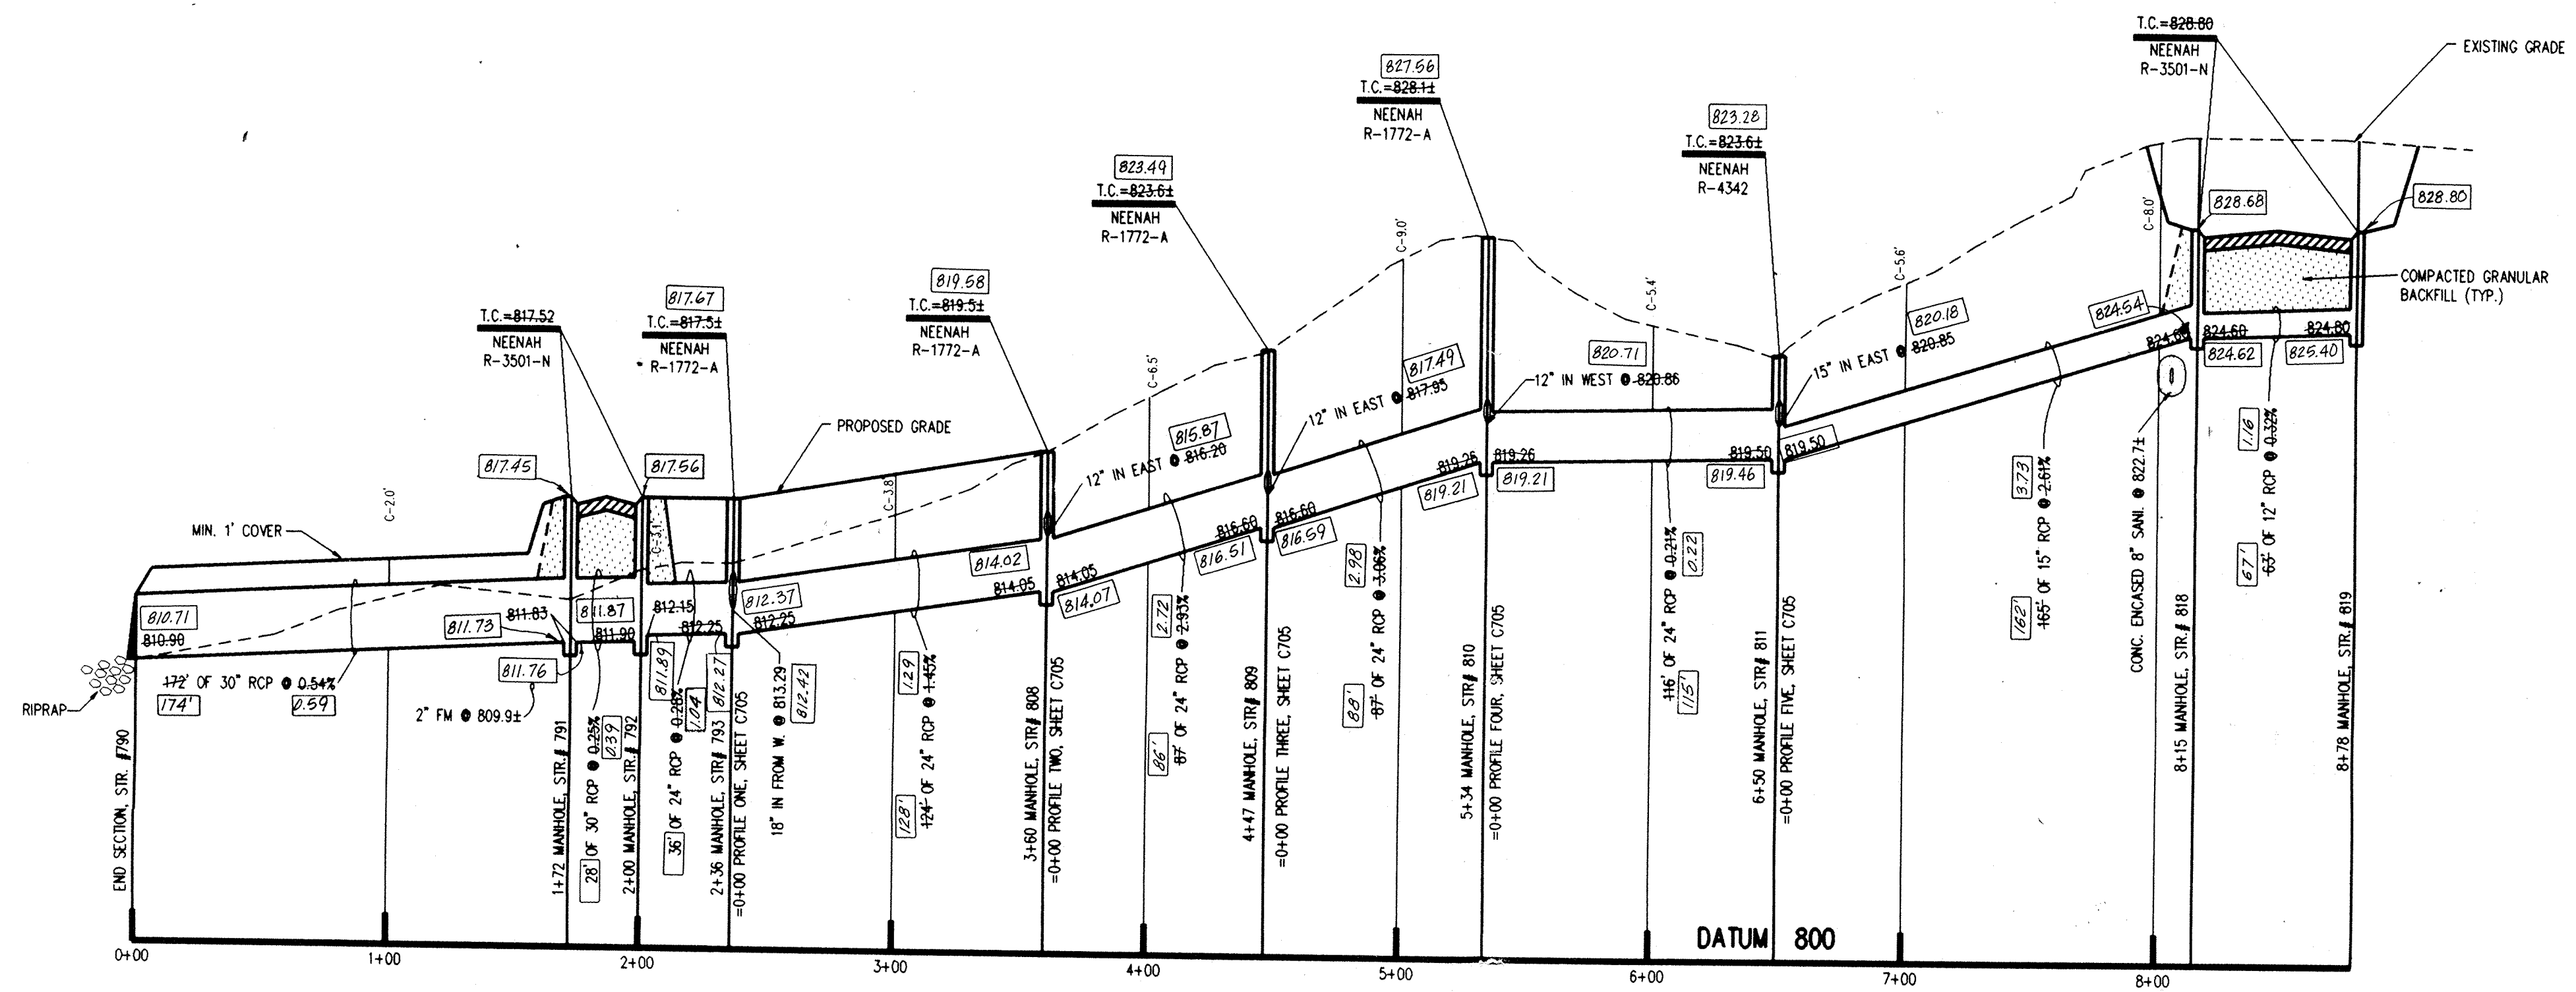 T.C.=828.80
NEENAH
R-3501-N
EXISTING GRADE
827.56
T.C.=828.1±
NEENAH
R-1772-A
823.28
T.C.=823.6±
NEENAH
R-4342
823.49
T.C.=823.6±
NEENAH
R-1772-A
828.68
828.80
C-8.0'
C-9.0'
C-5.6'
C-5.4'
COMPACTED GRANULAR
BACKFILL (TYP.)
819.58
T.C.=819.5±
NEENAH
R-1772-A
817.67
T.C.=817.5±
NEENAH
R-1772-A
T.C.=817.52
NEENAH
R-3501-N
824.54
824.60
824.60
824.80
824.62
825.40
820.18
15" IN EAST @ 820.85
820.71
12" IN WEST @ 820.86
817.49
12" IN EAST @ 817.95
C-6.5'
815.87
12" IN EAST @ 816.20
PROPOSED GRADE
817.45
817.56
C-2.0'
C-3.1
C-3.8'
MIN. 1' COVER
819.26
819.26
819.21
819.21
819.50
819.50
819.46
816.60
816.60
816.51
816.59
814.02
814.05
814.05
814.07
812.37
812.25
810.71
810.90
811.83
811.73
811.76
811.87
811.90
812.15
812.25
811.89
812.27
RIPRAP
172' OF 30" RCP @ 0.54%
174'
0.59
2" FM @ 809.9±
28' OF 30" RCP @ 0.25%
0.39
36' OF 24" RCP @ 0.28%
1.04
18" IN FROM W. @ 813.29
812.42
124' OF 24" RCP @ 1.45%
128'
1.29
87' OF 24" RCP @ 2.93%
86'
2.72
87' OF 24" RCP @ 3.06%
88'
2.98
116' OF 24" RCP @ 0.21%
115'
0.22
165' OF 15" RCP @ 2.61%
162'
3.73
CONC. ENCASED 8" SANI. @ 822.7±
63' OF 12" RCP @ 0.32%
67'
1.16
END SECTION, STR. #790
1+72 MANHOLE, STR.# 791
2+00 MANHOLE, STR.# 792
2+36 MANHOLE, STR# 793
=0+00 PROFILE ONE, SHEET C705
3+60 MANHOLE, STR# 808
=0+00 PROFILE TWO, SHEET C705
4+47 MANHOLE, STR# 809
=0+00 PROFILE THREE, SHEET C705
5+34 MANHOLE, STR# 810
=0+00 PROFILE FOUR, SHEET C705
6+50 MANHOLE, STR# 811
=0+00 PROFILE FIVE, SHEET C705
8+15 MANHOLE, STR.# 818
8+78 MANHOLE, STR.# 819
DATUM 800
0+00
1+00
2+00
3+00
4+00
5+00
6+00
7+00
8+00